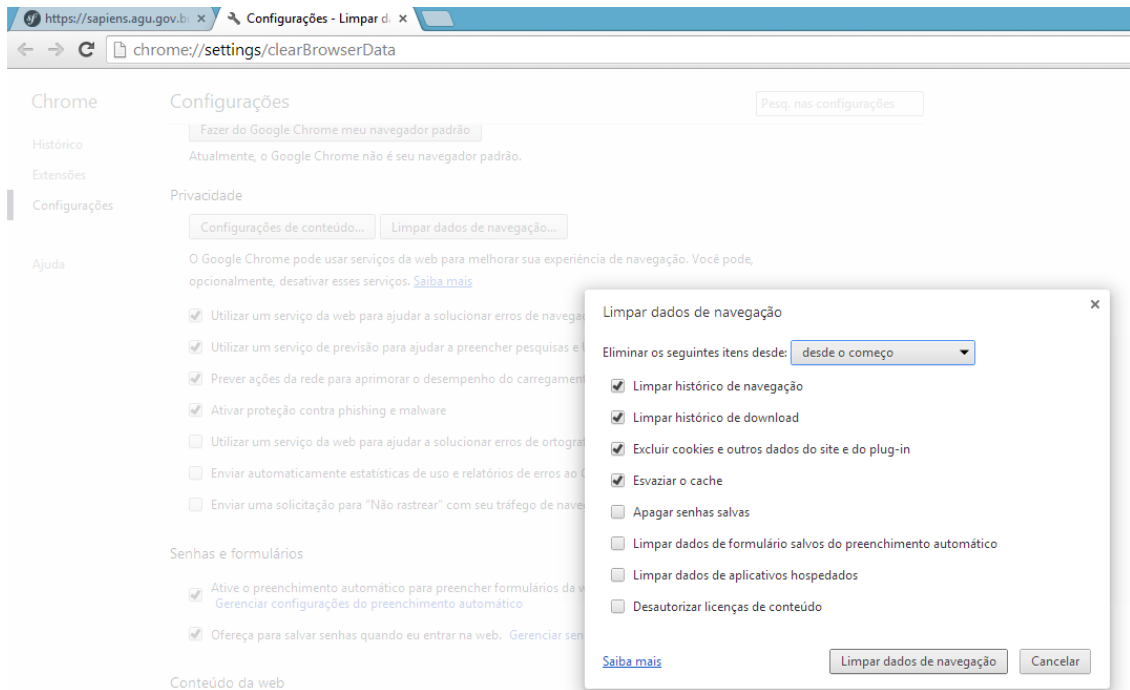 https://sapiens.agu.gov.b
Configurações - Limpar d
chrome://settings/clearBrowserData
Chrome
Configurações
Pesq. nas configurações
Histórico
Extensões
Configurações
Ajuda
Fazer do Google Chrome meu navegador padrão
Atualmente, o Google Chrome não é seu navegador padrão.
Privacidade
Configurações de conteúdo... Limpar dados de navegação...
O Google Chrome pode usar serviços da web para melhorar sua experiência de navegação. Você pode,
opcionalmente, desativar esses serviços. Saiba mais
Utilizar um serviço da web para ajudar a solucionar erros de navega
Utilizar um serviço de previsão para ajudar a preencher pesquisas e
Prever ações da rede para aprimorar o desempenho do carregamen
Ativar proteção contra phishing e malware
Utilizar um serviço da web para ajudar a solucionar erros de ortogra
Enviar automaticamente estatísticas de uso e relatórios de erros ao
Enviar uma solicitação para "Não rastrear" com seu tráfego de nave
Senhas e formulários
Ative o preenchimento automático para preencher formulários da w
Gerenciar configurações do preenchimento automático
Ofereça para salvar senhas quando eu entrar na web. Gerenciar sen
Conteúdo da web
Limpar dados de navegação
Eliminar os seguintes itens desde: desde o começo
Limpar histórico de navegação
Limpar histórico de download
Excluir cookies e outros dados do site e do plug-in
Esvaziar o cache
Apagar senhas salvas
Limpar dados de formulário salvos do preenchimento automático
Limpar dados de aplicativos hospedados
Desautorizar licenças de conteúdo
Saiba mais
Limpar dados de navegação Cancelar